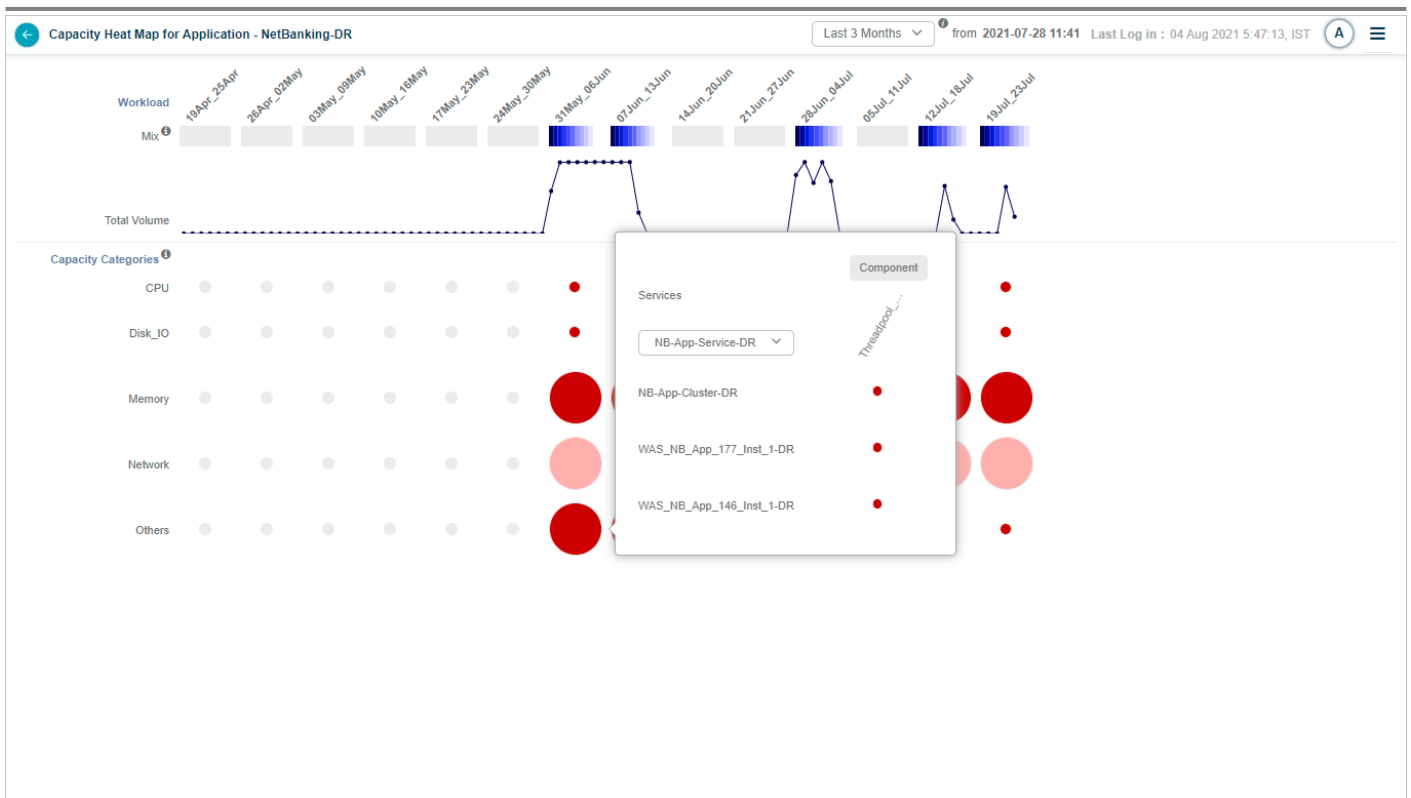 Capacity Heat Map for Application - NetBanking-DR
Last 3 Months
from 2021-07-28 11:41
Last Log in : 04 Aug 2021 5:47:13, IST
A
Workload
19Apr_25Apr
26Apr_02May
03May_09May
10May_16May
17May_23May
24May_30May
31May_06Jun
07Jun_13Jun
14Jun_20Jun
21Jun_27Jun
28Jun_04Jul
05Jul_11Jul
12Jul_18Jul
19Jul_23Jul
Mix
Total Volume
Capacity Categories
CPU
Disk_IO
Memory
Network
Others
Component
Services
Threadpool_...
NB-App-Service-DR
NB-App-Cluster-DR
WAS_NB_App_177_Inst_1-DR
WAS_NB_App_146_Inst_1-DR